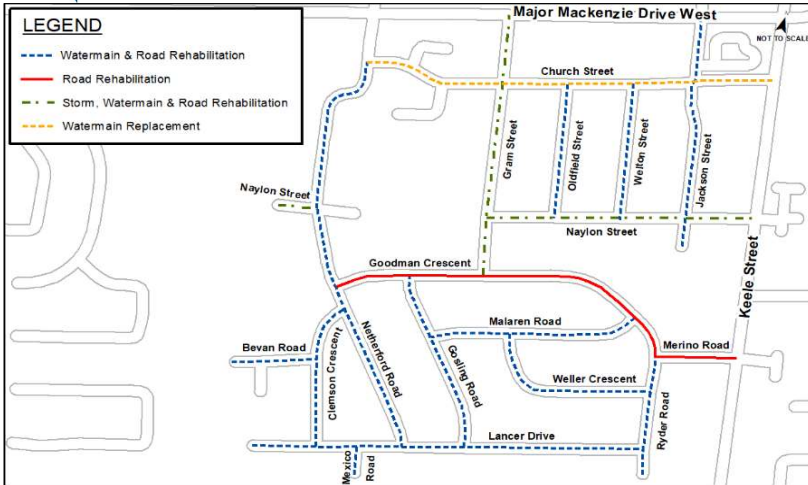 Major Mackenzie Drive West
LEGEND
NOT TO SCALE
Watermain & Road Rehabilitation
Road Rehabilitation
Storm, Watermain & Road Rehabilitation
Watermain Replacement
Church Street
Gram Street
Oldfield Street
Welton Street
Jackson Street
Naylon Street
Naylon Street
Keele Street
Goodman Crescent
Malaren Road
Merino Road
Bevan Road
Clemson Crescent
Netherford Road
Gosling Road
Weller Crescent
Ryder Road
Lancer Drive
Mexico
Road